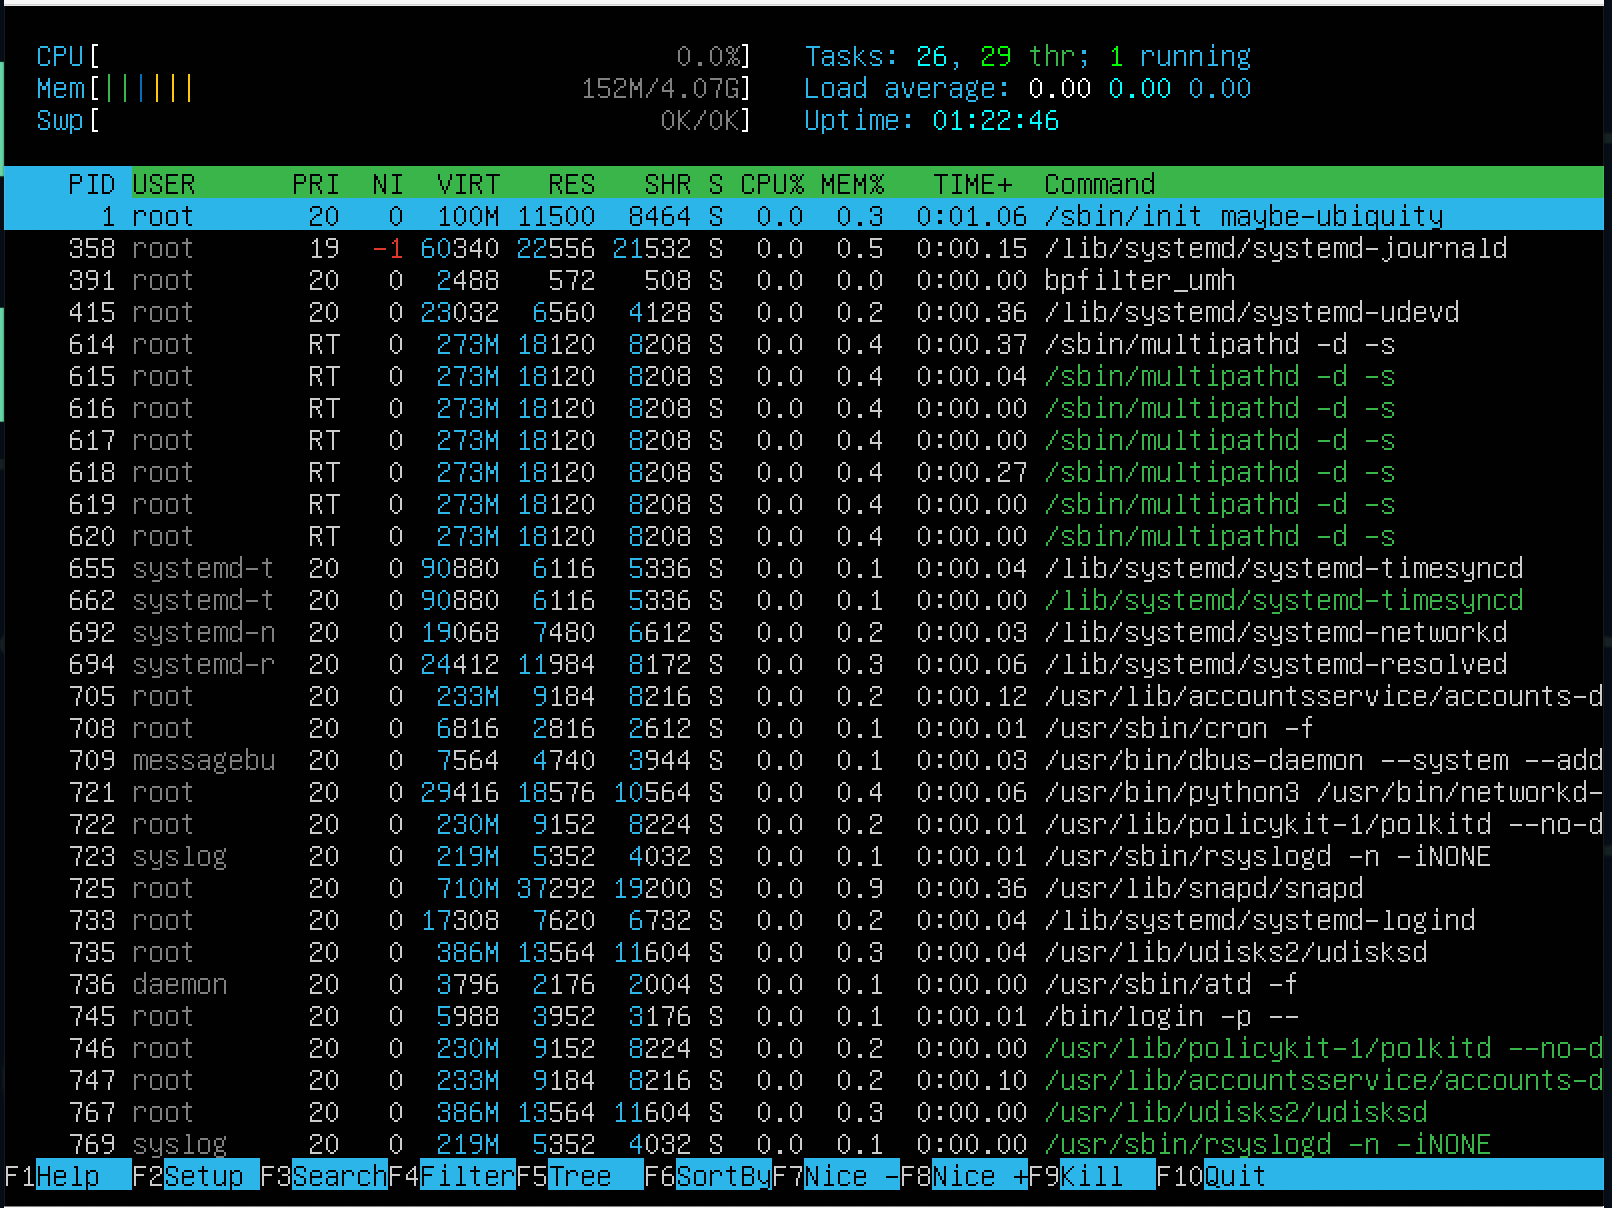 CPU[ 0.0%] Tasks: 26, 29 thr; 1 running
Mem[|||||| 152M/4.07G] Load average: 0.00 0.00 0.00
Swp[ 0K/0K] Uptime: 01:22:46
PID USER PRI NI VIRT RES SHR S CPU% MEM% TIME+ Command
1 root 20 0 100M 11500 8464 S 0.0 0.3 0:01.06 /sbin/init maybe-ubiquity
358 root 19 -1 60340 22556 21532 S 0.0 0.5 0:00.15 /lib/systemd/systemd-journald
391 root 20 0 2488 572 508 S 0.0 0.0 0:00.00 bpfilter_umh
415 root 20 0 23032 6560 4128 S 0.0 0.2 0:00.36 /lib/systemd/systemd-udevd
614 root RT 0 273M 18120 8208 S 0.0 0.4 0:00.37 /sbin/multipathd -d -s
615 root RT 0 273M 18120 8208 S 0.0 0.4 0:00.04 /sbin/multipathd -d -s
616 root RT 0 273M 18120 8208 S 0.0 0.4 0:00.00 /sbin/multipathd -d -s
617 root RT 0 273M 18120 8208 S 0.0 0.4 0:00.00 /sbin/multipathd -d -s
618 root RT 0 273M 18120 8208 S 0.0 0.4 0:00.27 /sbin/multipathd -d -s
619 root RT 0 273M 18120 8208 S 0.0 0.4 0:00.00 /sbin/multipathd -d -s
620 root RT 0 273M 18120 8208 S 0.0 0.4 0:00.00 /sbin/multipathd -d -s
655 systemd-t 20 0 90880 6116 5336 S 0.0 0.1 0:00.04 /lib/systemd/systemd-timesyncd
662 systemd-t 20 0 90880 6116 5336 S 0.0 0.1 0:00.00 /lib/systemd/systemd-timesyncd
692 systemd-n 20 0 19068 7480 6612 S 0.0 0.2 0:00.03 /lib/systemd/systemd-networkd
694 systemd-r 20 0 24412 11984 8172 S 0.0 0.3 0:00.06 /lib/systemd/systemd-resolved
705 root 20 0 233M 9184 8216 S 0.0 0.2 0:00.12 /usr/lib/accountsservice/accounts-d
708 root 20 0 6816 2816 2612 S 0.0 0.1 0:00.01 /usr/sbin/cron -f
709 messagebu 20 0 7564 4740 3944 S 0.0 0.1 0:00.03 /usr/bin/dbus-daemon --system --add
721 root 20 0 29416 18576 10564 S 0.0 0.4 0:00.06 /usr/bin/python3 /usr/bin/networkd-
722 root 20 0 230M 9152 8224 S 0.0 0.2 0:00.01 /usr/lib/policykit-1/polkitd --no-d
723 syslog 20 0 219M 5352 4032 S 0.0 0.1 0:00.01 /usr/sbin/rsyslogd -n -iNONE
725 root 20 0 710M 37292 19200 S 0.0 0.9 0:00.36 /usr/lib/snapd/snapd
733 root 20 0 17308 7620 6732 S 0.0 0.2 0:00.04 /lib/systemd/systemd-logind
735 root 20 0 386M 13564 11604 S 0.0 0.3 0:00.04 /usr/lib/udisks2/udisksd
736 daemon 20 0 3796 2176 2004 S 0.0 0.1 0:00.00 /usr/sbin/atd -f
745 root 20 0 5988 3952 3176 S 0.0 0.1 0:00.01 /bin/login -p --
746 root 20 0 230M 9152 8224 S 0.0 0.2 0:00.00 /usr/lib/policykit-1/polkitd --no-d
747 root 20 0 233M 9184 8216 S 0.0 0.2 0:00.10 /usr/lib/accountsservice/accounts-d
767 root 20 0 386M 13564 11604 S 0.0 0.3 0:00.00 /usr/lib/udisks2/udisksd
769 syslog 20 0 219M 5352 4032 S 0.0 0.1 0:00.00 /usr/sbin/rsyslogd -n -iNONE
F1Help F2Setup F3SearchF4FilterF5Tree F6SortByF7Nice -F8Nice +F9Kill F10Quit